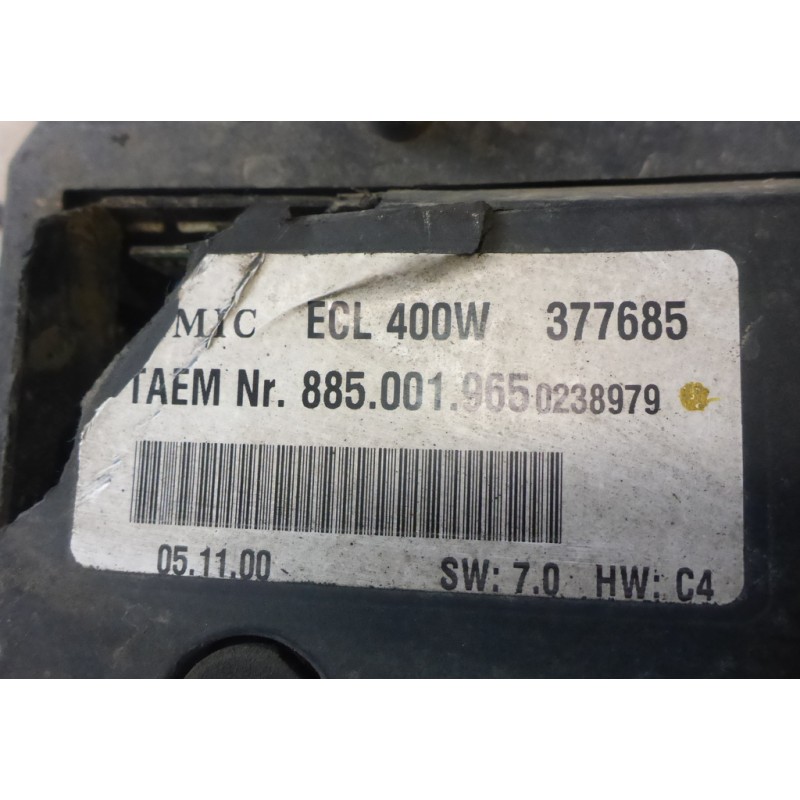 MIC ECL 400W 377685
TAEM Nr. 885.001.965 0238979
05.11.00 SW: 7.0 HW: C4